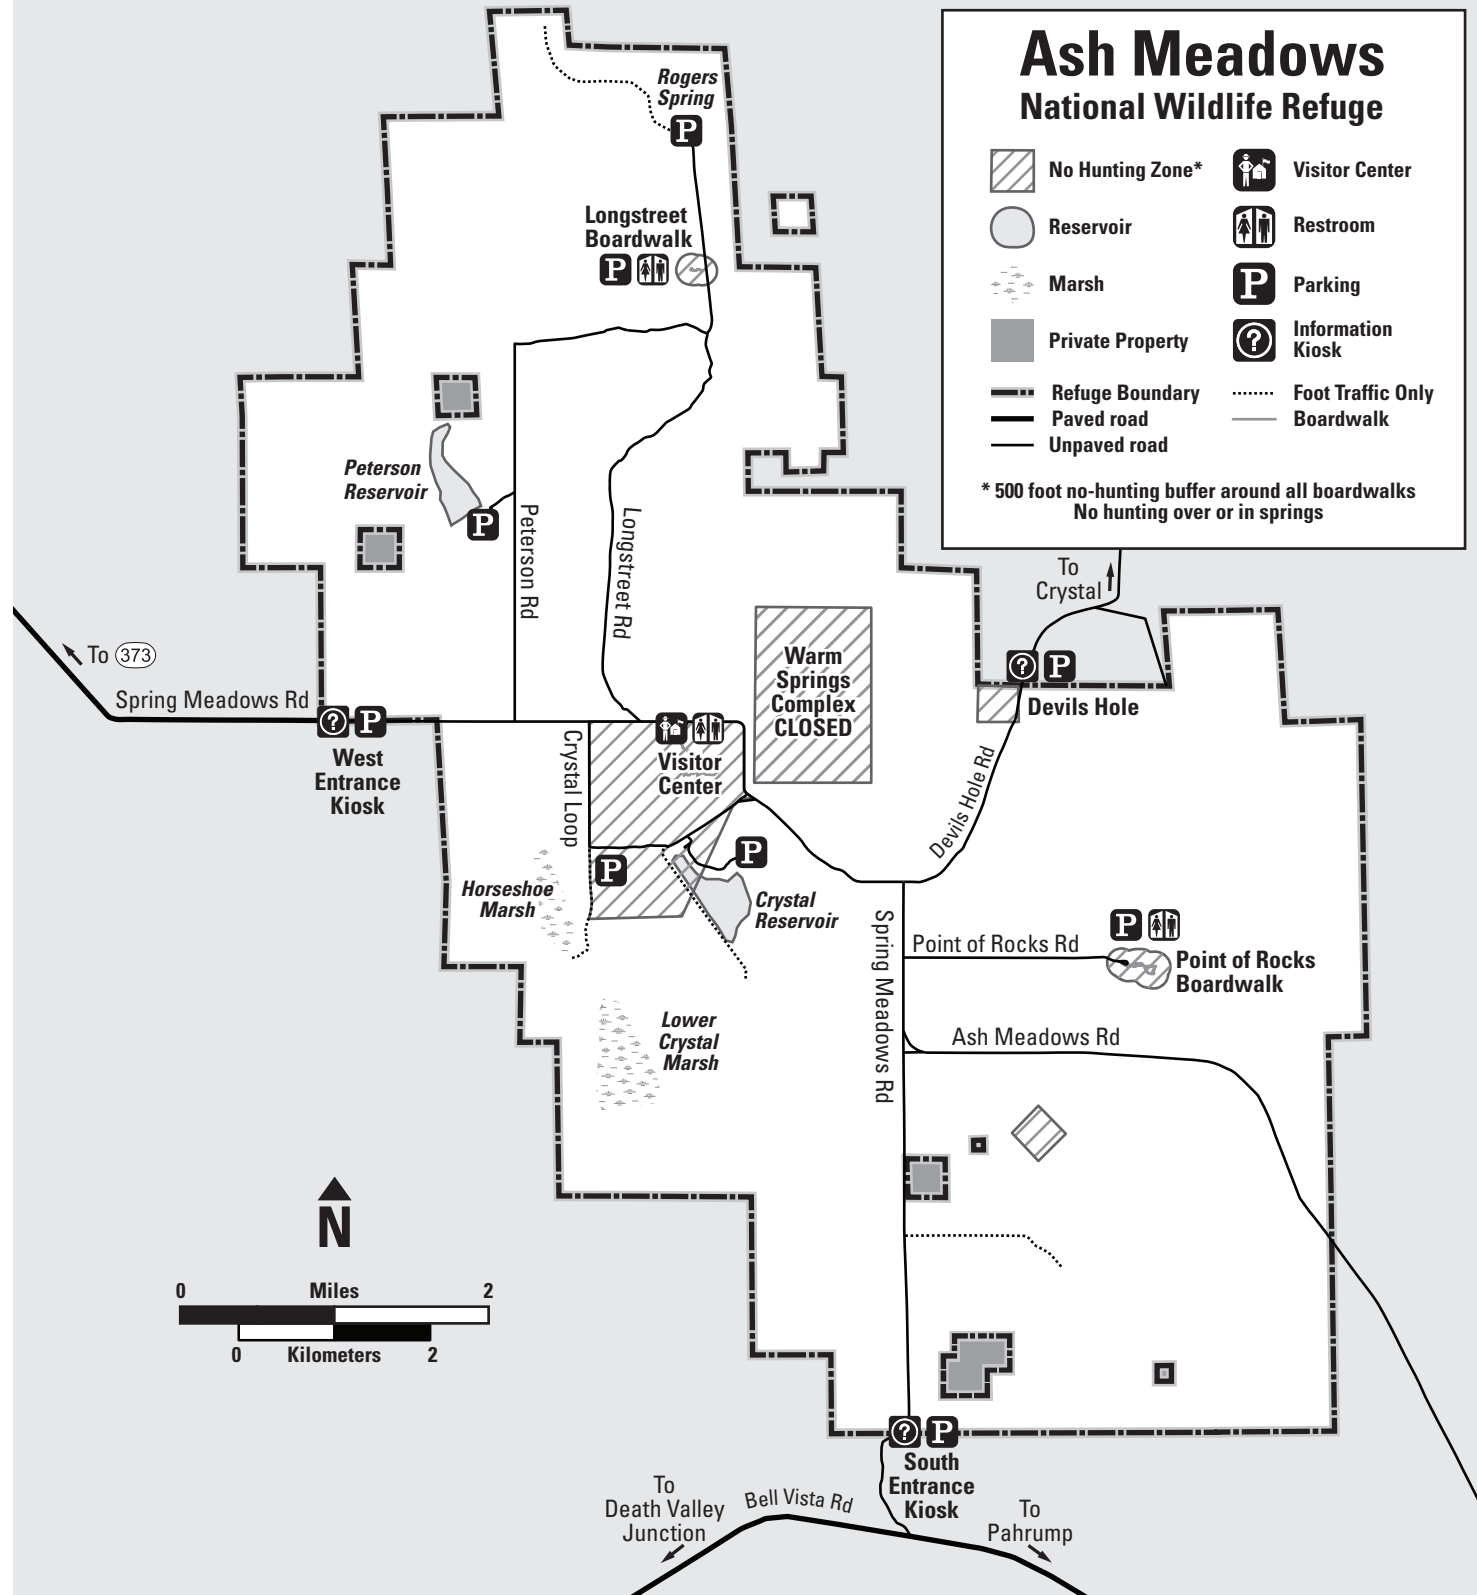 Ash Meadows
National Wildlife Refuge
No Hunting Zone*
Reservoir
Marsh
Private Property
Refuge Boundary
Paved road
Unpaved road
Visitor Center
Restroom
P
Parking
?
Information
Kiosk
Foot Traffic Only
Boardwalk
* 500 foot no-hunting buffer around all boardwalks
No hunting over or in springs
Rogers
Spring
P
Longstreet
Boardwalk
P
Peterson
Reservoir
P
Peterson Rd
Longstreet Rd
To
Crystal
To 373
Spring Meadows Rd
? P
West
Entrance
Kiosk
Warm
Springs
Complex
CLOSED
? P
Devils Hole
Devils Hole Rd
Visitor
Center
Crystal Loop
P
P
Horseshoe
Marsh
Crystal
Reservoir
Spring Meadows Rd
Point of Rocks Rd
P
Point of Rocks
Boardwalk
Lower
Crystal
Marsh
Ash Meadows Rd
N
0 Miles 2
0 Kilometers 2
? P
South
Entrance
Kiosk
To
Death Valley
Junction
Bell Vista Rd
To
Pahrump